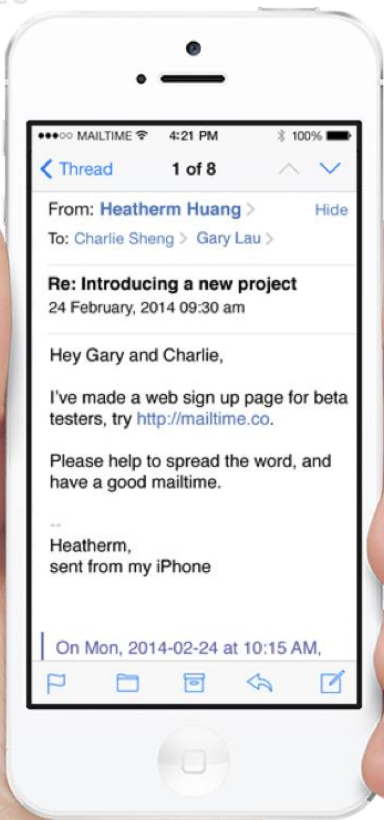 MAILTIME 4:21 PM 100%
Thread 1 of 8
From: Heatherm Huang Hide
To: Charlie Sheng Gary Lau
Re: Introducing a new project
24 February, 2014 09:30 am
Hey Gary and Charlie,
I've made a web sign up page for beta
testers, try http://mailtime.co.
Please help to spread the word, and
have a good mailtime.
--
Heatherm,
sent from my iPhone
On Mon, 2014-02-24 at 10:15 AM,